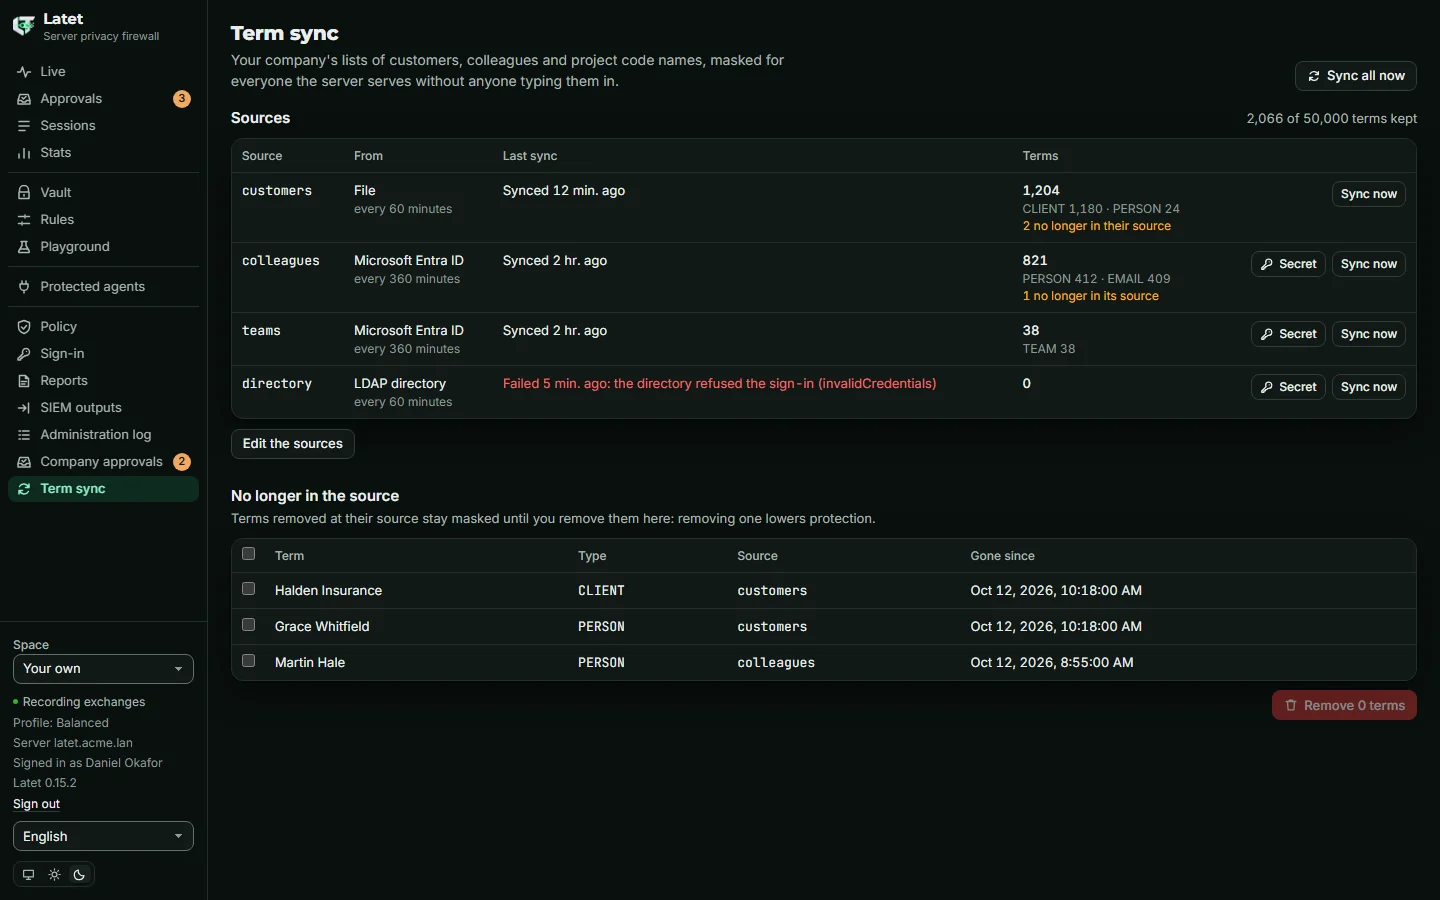 Latet
Server privacy firewall
Live
Approvals 3
Sessions
Stats
Vault
Rules
Playground
Protected agents
Policy
Sign-in
Reports
SIEM outputs
Administration log
Company approvals 2
Term sync
Space
Your own
Recording exchanges
Profile: Balanced
Server latet.acme.lan
Signed in as Daniel Okafor
Latet 0.15.2
Sign out
English
Term sync
Your company's lists of customers, colleagues and project code names, masked for
everyone the server serves without anyone typing them in.
Sync all now
Sources
2,066 of 50,000 terms kept
Source From Last sync Terms
customers File Synced 12 min. ago 1,204 Sync now
every 60 minutes CLIENT 1,180 · PERSON 24
2 no longer in their source
colleagues Microsoft Entra ID Synced 2 hr. ago 821 Secret Sync now
every 360 minutes PERSON 412 · EMAIL 409
1 no longer in its source
teams Microsoft Entra ID Synced 2 hr. ago 38 Secret Sync now
every 360 minutes TEAM 38
directory LDAP directory Failed 5 min. ago: the directory refused the sign-in (invalidCredentials) 0 Secret Sync now
every 60 minutes
Edit the sources
No longer in the source
Terms removed at their source stay masked until you remove them here: removing one lowers protection.
Term Type Source Gone since
Halden Insurance CLIENT customers Oct 12, 2026, 10:18:00 AM
Grace Whitfield PERSON customers Oct 12, 2026, 10:18:00 AM
Martin Hale PERSON colleagues Oct 12, 2026, 8:55:00 AM
Remove 0 terms